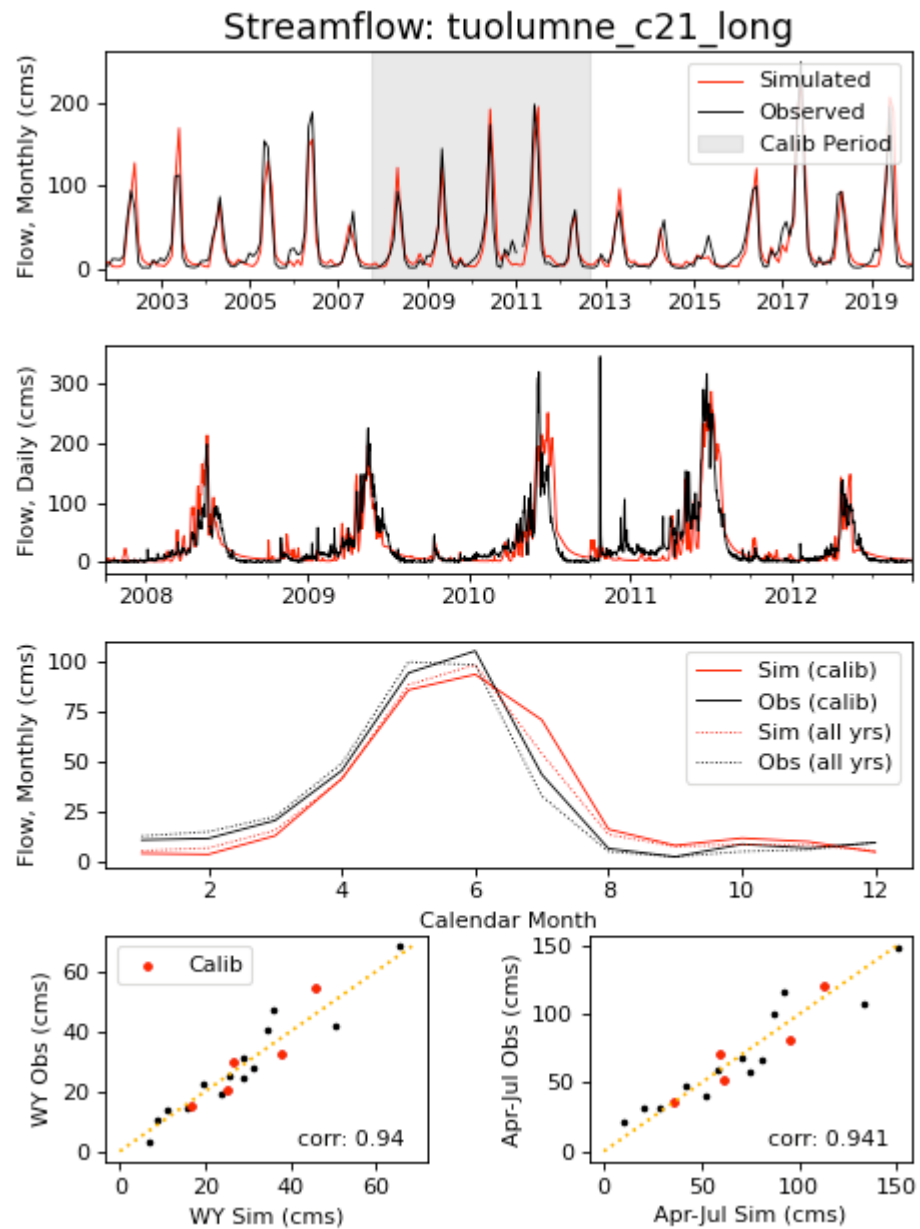 Streamflow: tuolumne_c21_long
Flow, Monthly (cms)
200
100
0
Simulated
Observed
Calib Period
2003 2005 2007 2009 2011 2013 2015 2017 2019
Flow, Daily (cms)
300
200
100
0
2008 2009 2010 2011 2012
Flow, Monthly (cms)
100
75
50
25
0
Sim (calib)
Obs (calib)
Sim (all yrs)
Obs (all yrs)
2 4 6 8 10 12
Calendar Month
WY Obs (cms)
60
40
20
0
Calib
corr: 0.94
0 20 40 60
WY Sim (cms)
Apr-Jul Obs (cms)
150
100
50
0
corr: 0.941
0 50 100 150
Apr-Jul Sim (cms)